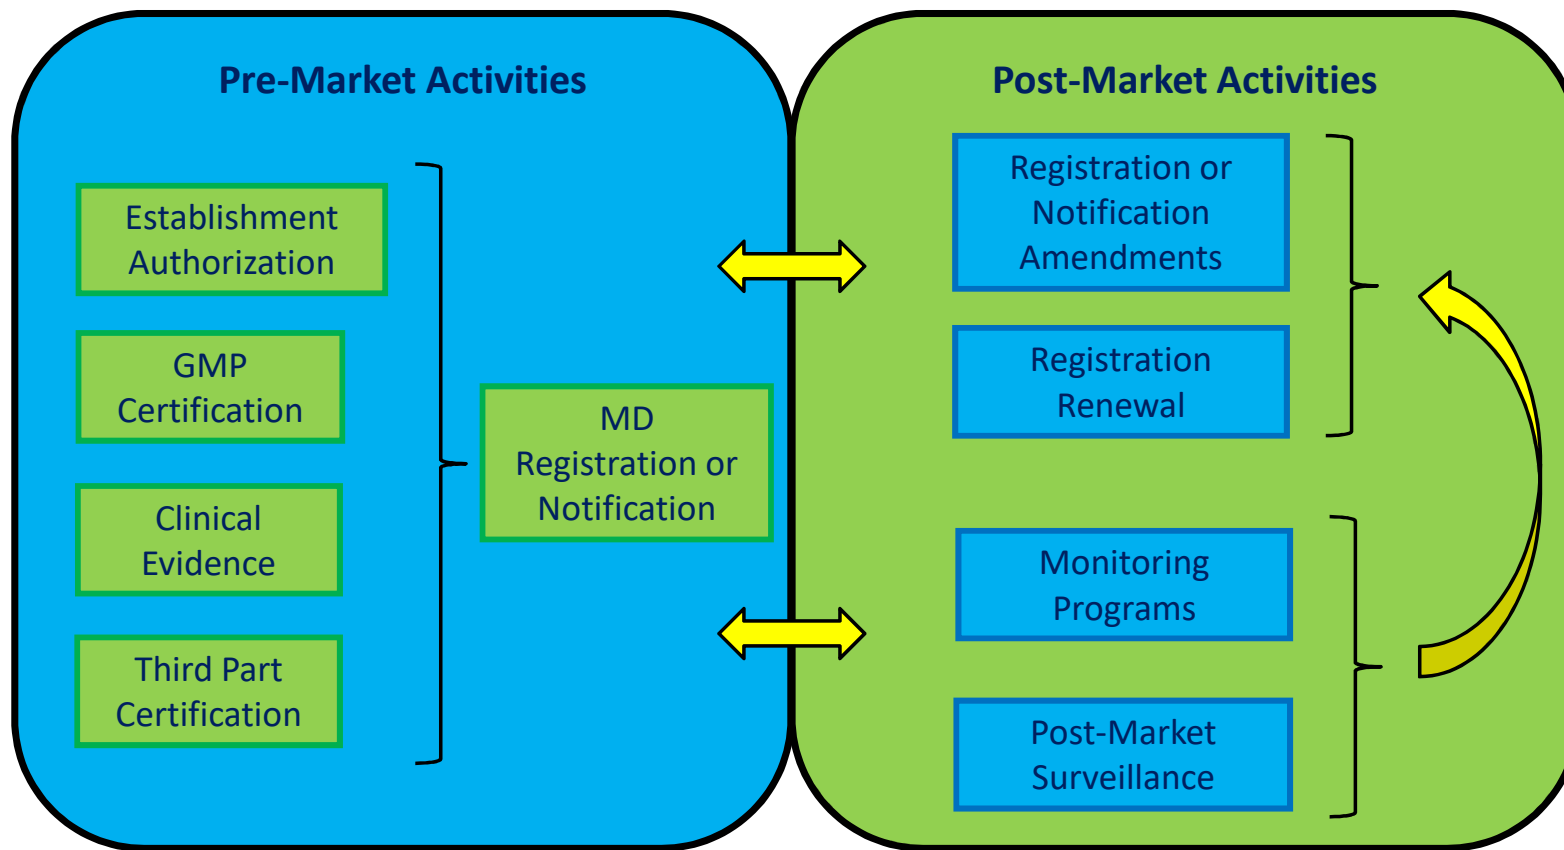 Pre-Market Activities
Establishment
Authorization
GMP
Certification
Clinical
Evidence
Third Part
Certification
MD
Registration or
Notification
Post-Market Activities
Registration or
Notification
Amendments
Registration
Renewal
Monitoring
Programs
Post-Market
Surveillance